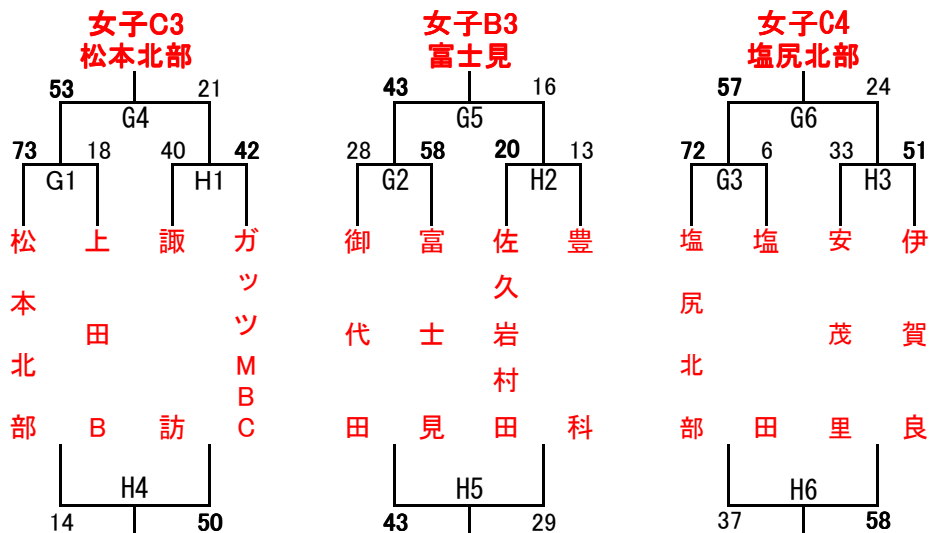 女子C3 女子B3 女子C4
松本北部 富士見 塩尻北部
53 21 43 16 57 24
G4 G5 G6
73 18 40 42 28 58 20 13 72 6 33 51
G1 H1 G2 H2 G3 H3
松本北部
上田B
諏訪
ガッツMBC
御代田
富士見
佐久岩村田
豊科
塩尻北部
塩田
安茂里
伊賀良
H4 H5 H6
14 50 43 29 37 58